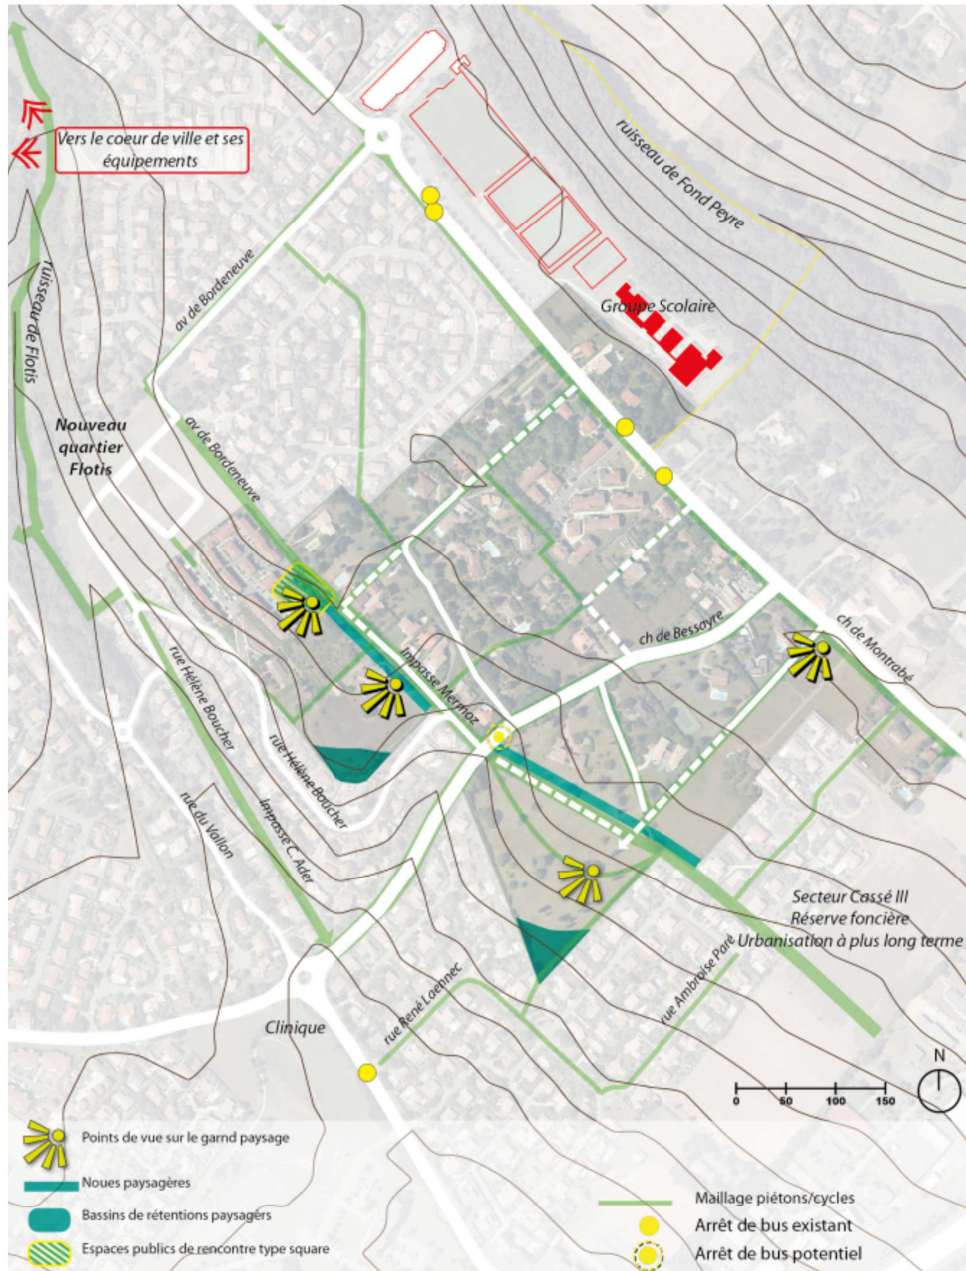 Vers le coeur de ville et ses
équipements
ruisseau de Fond Peyre
av de Bordeneuve
Groupe Scolaire
ruisseau de Flotis
Nouveau
quartier
Flotis
av de Bordeneuve
ch de Bessayre
ch de Montrabé
Impasse Mermoz
rue Hélène Boucher
rue Hélène Boucher
rue du Vallon
Impasse C. Ader
Secteur Cassé III
Réserve foncière
Urbanisation à plus long terme
rue Ambroise Paré
rue René Laennec
Clinique
N
0 50 100 150
Points de vue sur le garnd paysage
Noues paysagères
Bassins de rétentions paysagers
Espaces publics de rencontre type square
Maillage piétons/cycles
Arrêt de bus existant
Arrêt de bus potentiel